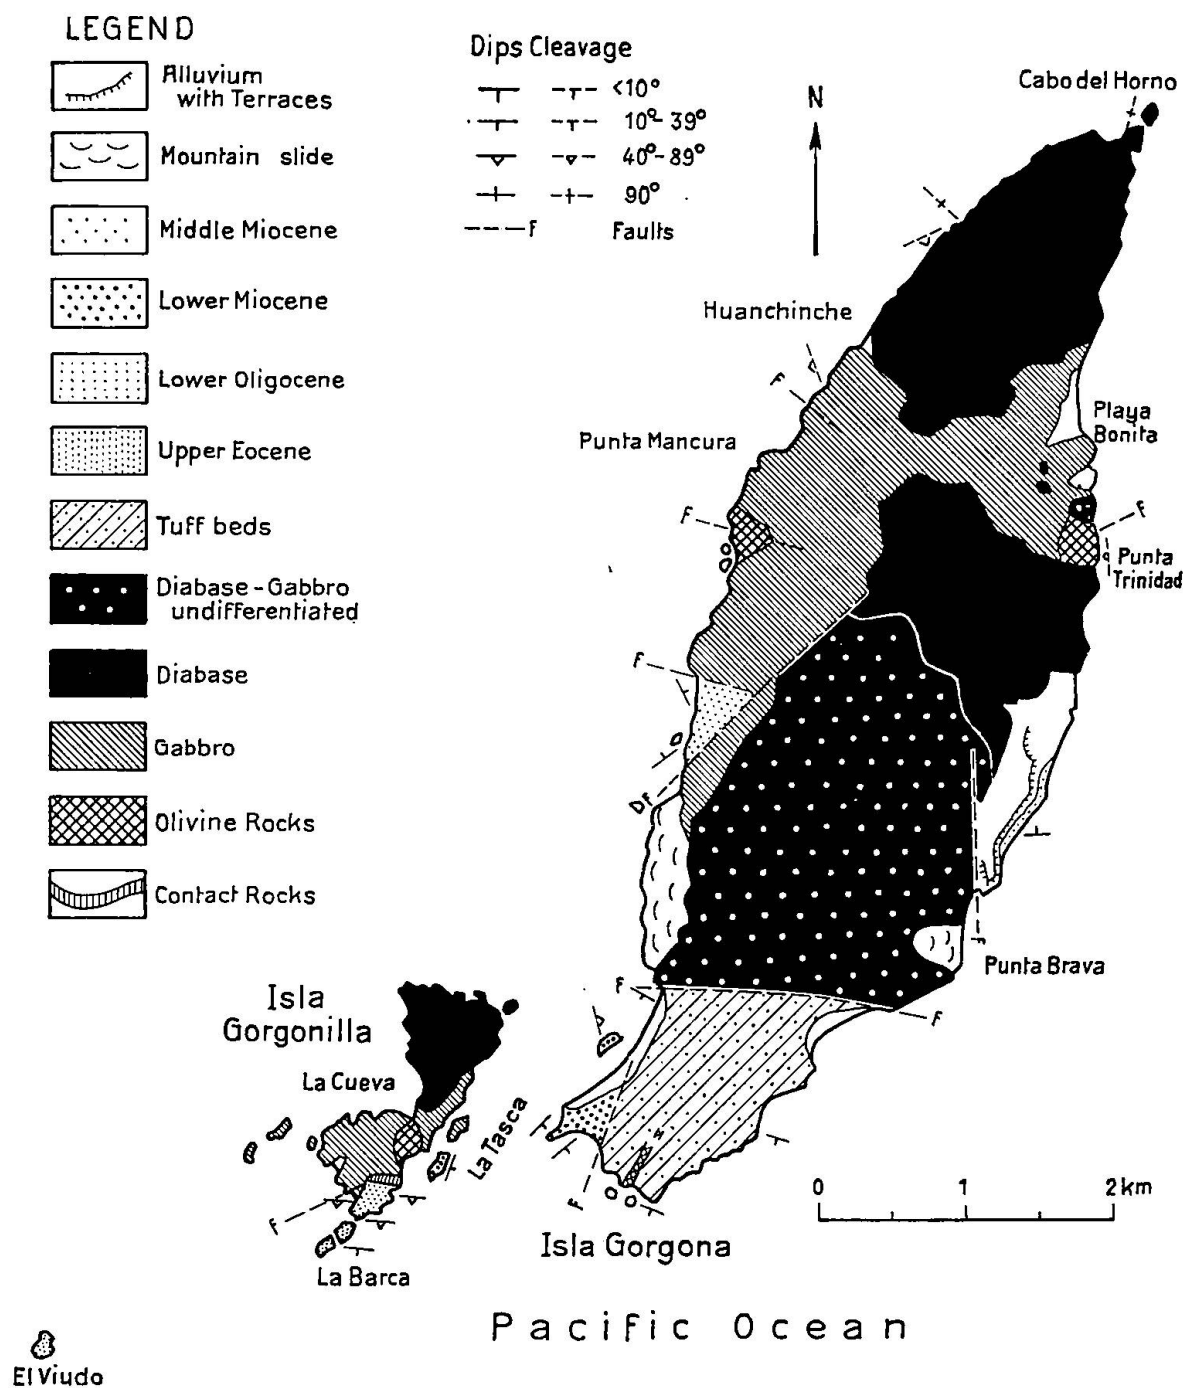 LEGEND
Alluvium
with Terraces
Mountain slide
Middle Miocene
Lower Miocene
Lower Oligocene
Upper Eocene
Tuff beds
Diabase-Gabbro
undifferentiated
Diabase
Gabbro
Olivine Rocks
Contact Rocks
Dips Cleavage
<10°
10°-39°
40°-89°
90°
F Faults
N
Cabo del Horno
Huanchinche
F
Punta Mancura
Playa
Bonita
F
F
Punta
Trinidad
F
DF
Punta Brava
F
F
F
Isla
Gorgonilla
La Cueva
La Tasca
F
La Barca
Isla Gorgona
0 1 2 km
Pacific Ocean
El Viudo